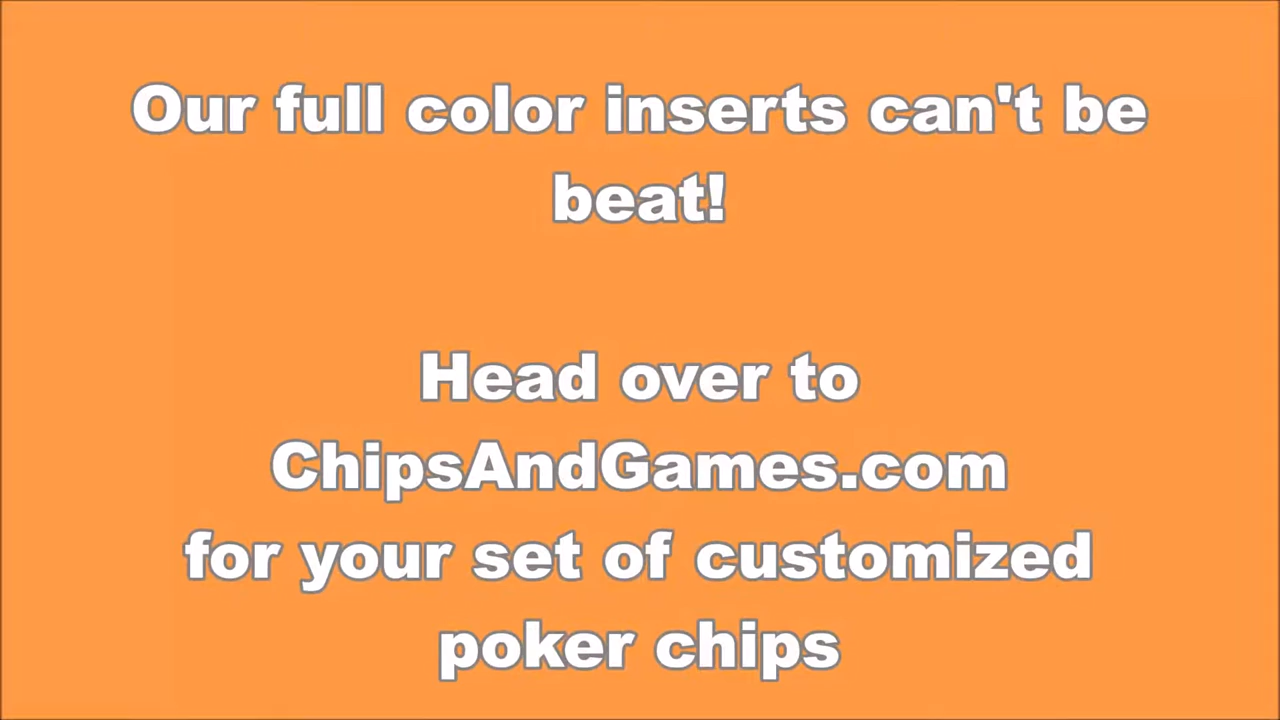 Our full color inserts can't be
beat!
Head over to
ChipsAndGames.com
for your set of customized
poker chips